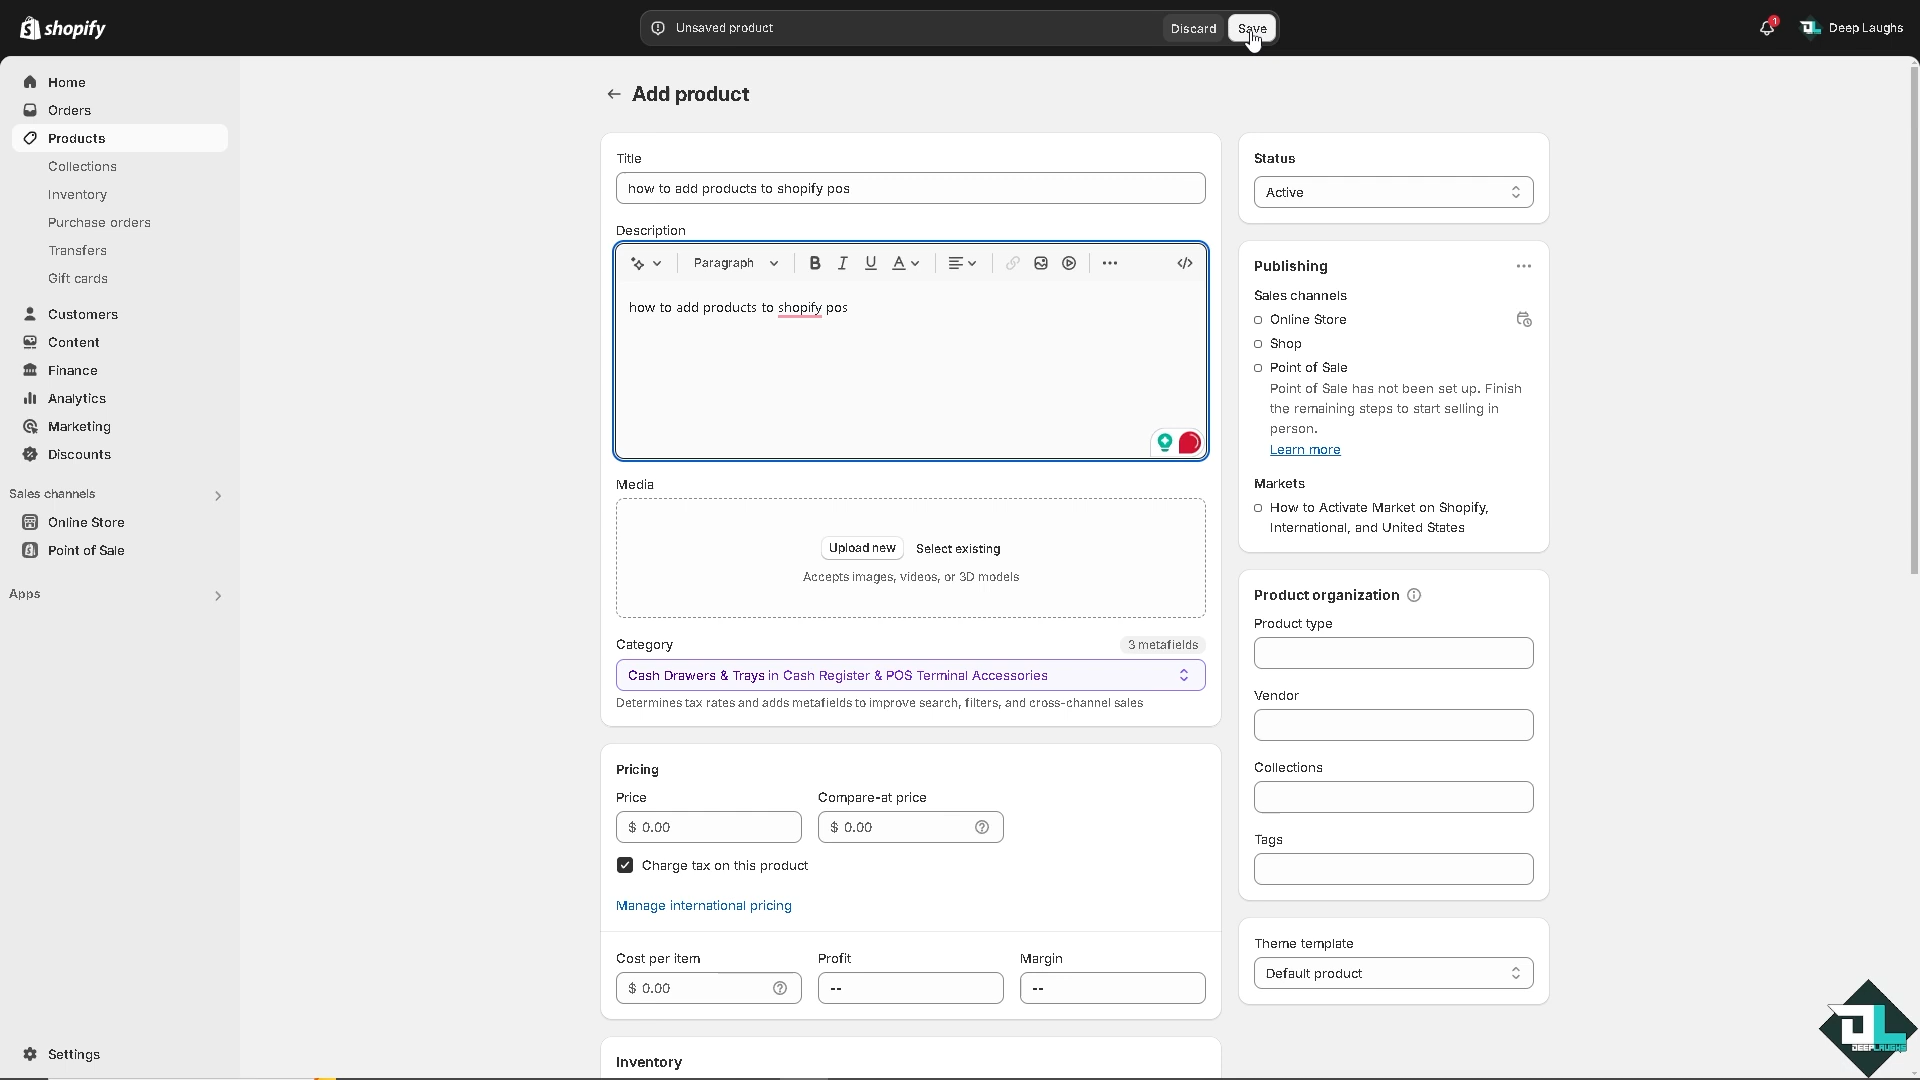 shopify
Unsaved product
Discard
Save
1
Deep Laughs
Home
Orders
Products
Collections
Inventory
Purchase orders
Transfers
Gift cards
Customers
Content
Finance
Analytics
Marketing
Discounts
Sales channels
Online Store
Point of Sale
Apps
Settings
Add product
Title
how to add products to shopify pos
Description
Paragraph
B I U A
how to add products to shopify pos
Media
Upload new Select existing
Accepts images, videos, or 3D models
Category
3 metafields
Cash Drawers & Trays in Cash Register & POS Terminal Accessories
Determines tax rates and adds metafields to improve search, filters, and cross-channel sales
Pricing
Price
Compare-at price
$ 0.00
$ 0.00
Charge tax on this product
Manage international pricing
Cost per item
Profit
Margin
$ 0.00
--
--
Inventory
Status
Active
Publishing
Sales channels
Online Store
Shop
Point of Sale
Point of Sale has not been set up. Finish
the remaining steps to start selling in
person.
Learn more
Markets
How to Activate Market on Shopify,
International, and United States
Product organization
Product type
Vendor
Collections
Tags
Theme template
Default product
DL
DEEPLAUGHS